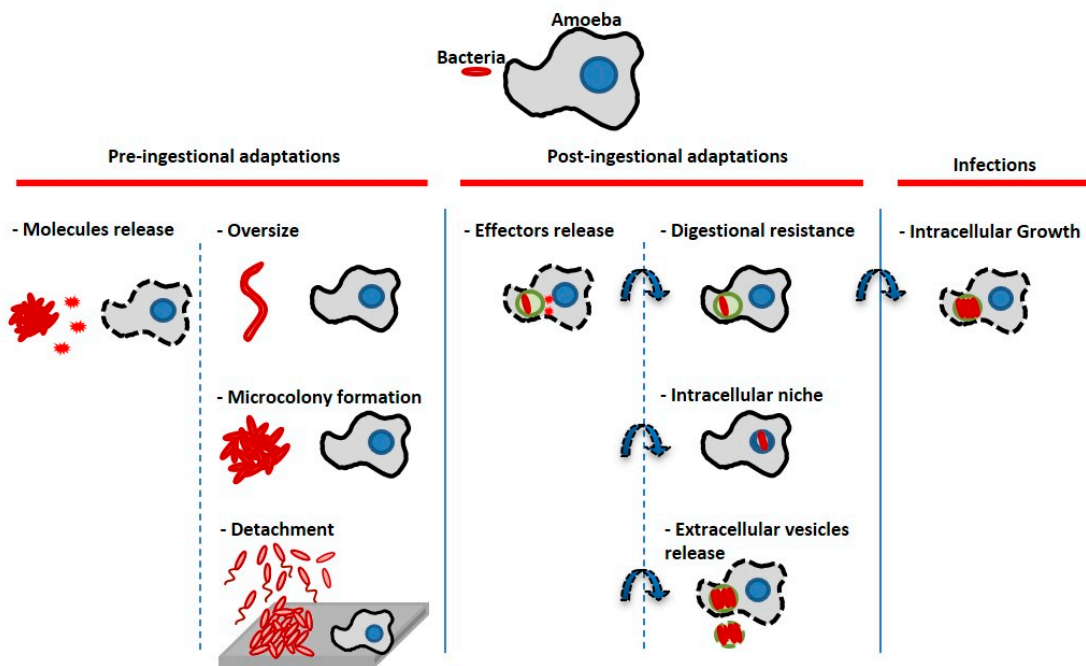 Amoeba
Bacteria
Pre-ingestional adaptations
Post-ingestional adaptations
Infections
- Molecules release
- Oversize
- Effectors release
- Digestional resistance
- Intracellular Growth
- Microcolony formation
- Intracellular niche
- Detachment
- Extracellular vesicles
release